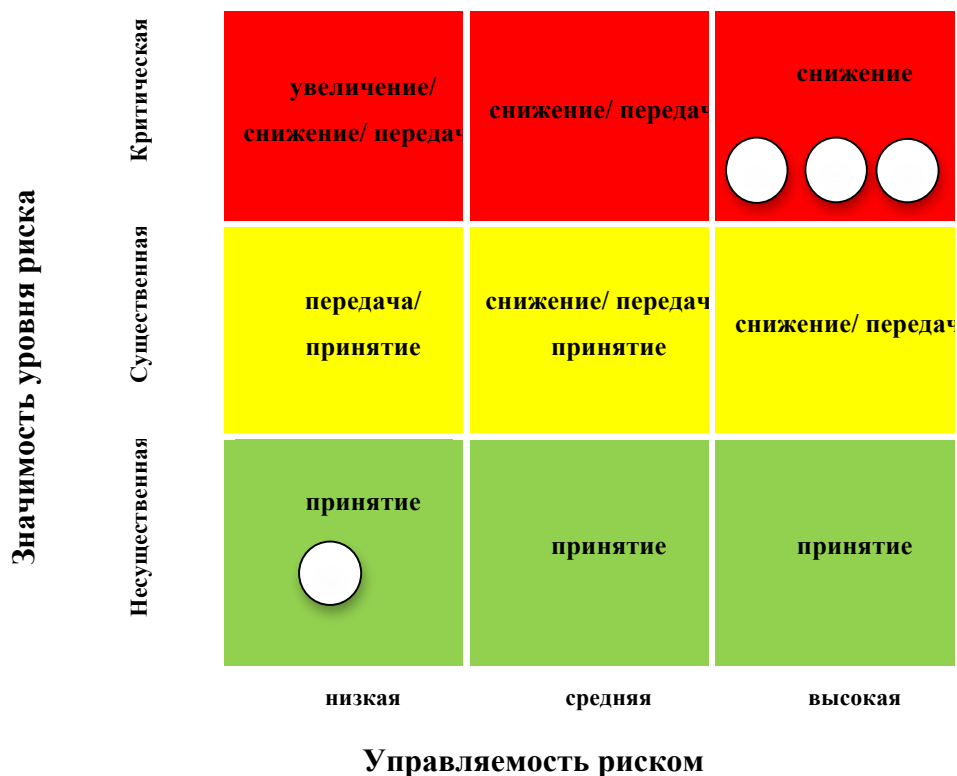 Значимость уровня риска
Критическая
увеличение/
снижение/ передач
снижение/ передач
снижение
Существенная
передача/
принятие
снижение/ передач
принятие
снижение/ передач
Несущественная
принятие
принятие
принятие
низкая
средняя
высокая
Управляемость риском